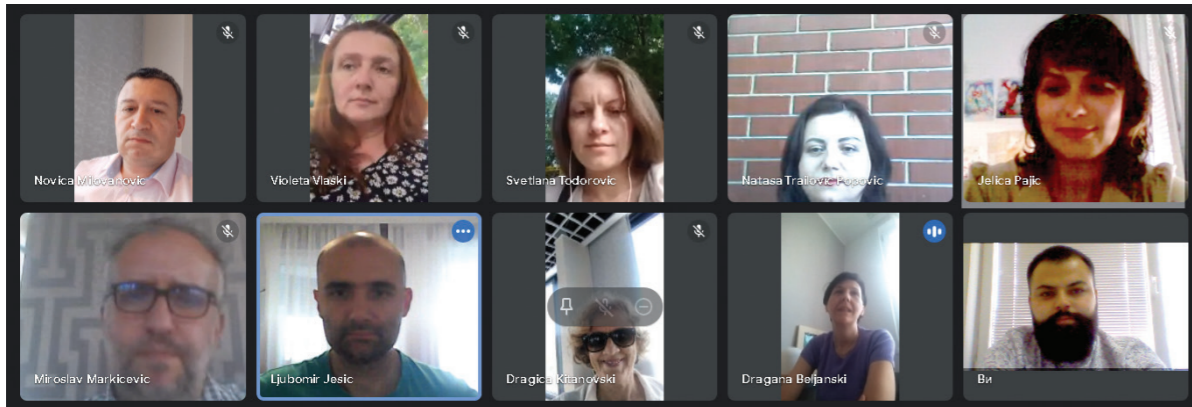 Novica Milovanovic
Violeta Vlaski
Svetlana Todorovic
Natasa Trailovic Popovic
Jelica Pajic
Miroslav Markicevic
Ljubomir Jesic
Dragica Kitanovski
Dragana Beljanski
Ви